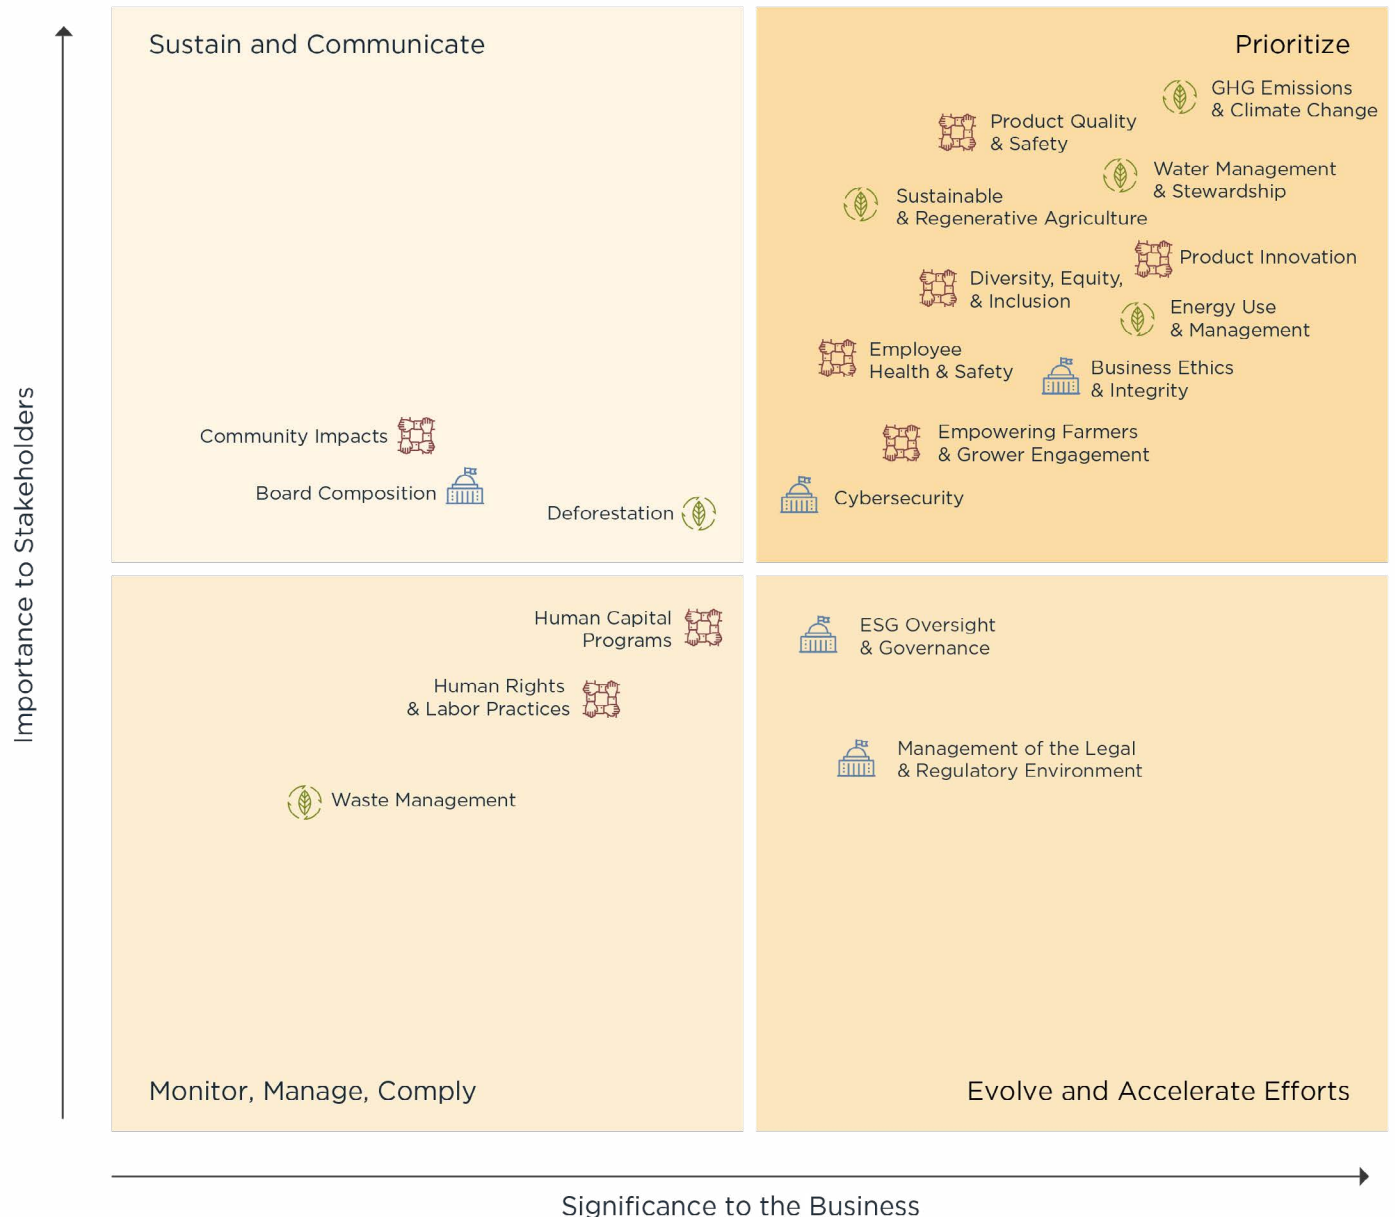 Sustain and Communicate
Prioritize
GHG Emissions
& Climate Change
Product Quality
& Safety
Water Management
& Stewardship
Sustainable
& Regenerative Agriculture
Product Innovation
Diversity, Equity,
& Inclusion
Energy Use
& Management
Employee
Health & Safety
Business Ethics
& Integrity
Empowering Farmers
& Grower Engagement
Cybersecurity
Community Impacts
Board Composition
Deforestation
Importance to Stakeholders
Human Capital
Programs
Human Rights
& Labor Practices
Waste Management
ESG Oversight
& Governance
Management of the Legal
& Regulatory Environment
Monitor, Manage, Comply
Evolve and Accelerate Efforts
Significance to the Business